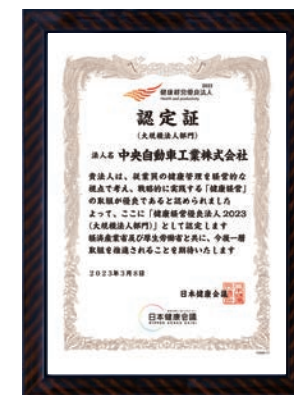 2023
健康経営優良法人
Health and productivity
認定証
(大規模法人部門)
法人名 中央自動車工業株式会社
貴法人は、従業員の健康管理を経営的な
視点で考え、戦略的に実践する「健康経営」
の取組が優良であると認められました
よって、ここに「健康経営優良法人2023
(大規模法人部門)」として認定します
経済産業省及び厚生労働省と共に、今後一層
取組を推進されることを期待いたします
2023年3月8日
日本健康会議
日本健康会議
NIPPON KENKO KAIGI